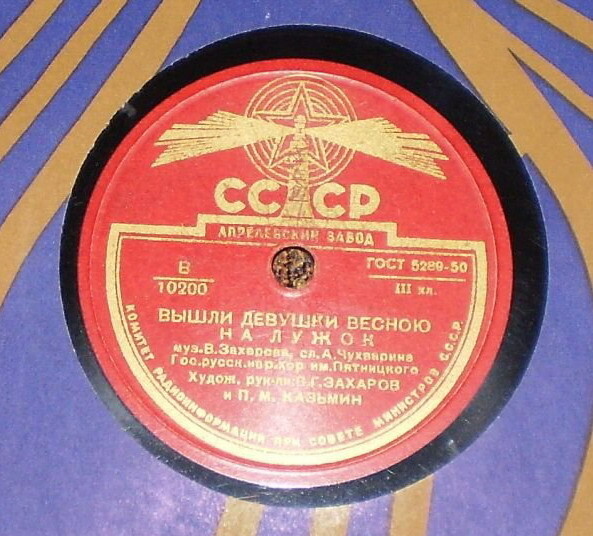 СССР
АПРЕЛЕВСКИЙ ЗАВОД
В
10200
ГОСТ 5289-50
III кл.
ВЫШЛИ ДЕВУШКИ ВЕСНОЮ
НА ЛУЖОК
муз. В. Захарова, сл. А. Чухварина
Гос. русск. нар. хор им. Пятницкого
Худож. рук-ли В. Г. ЗАХАРОВ
и П. М. КАЗЬМИН
КОМИТЕТ РАДИОИНФОРМАЦИИ ПРИ СОВЕТЕ МИНИСТРОВ СССР.